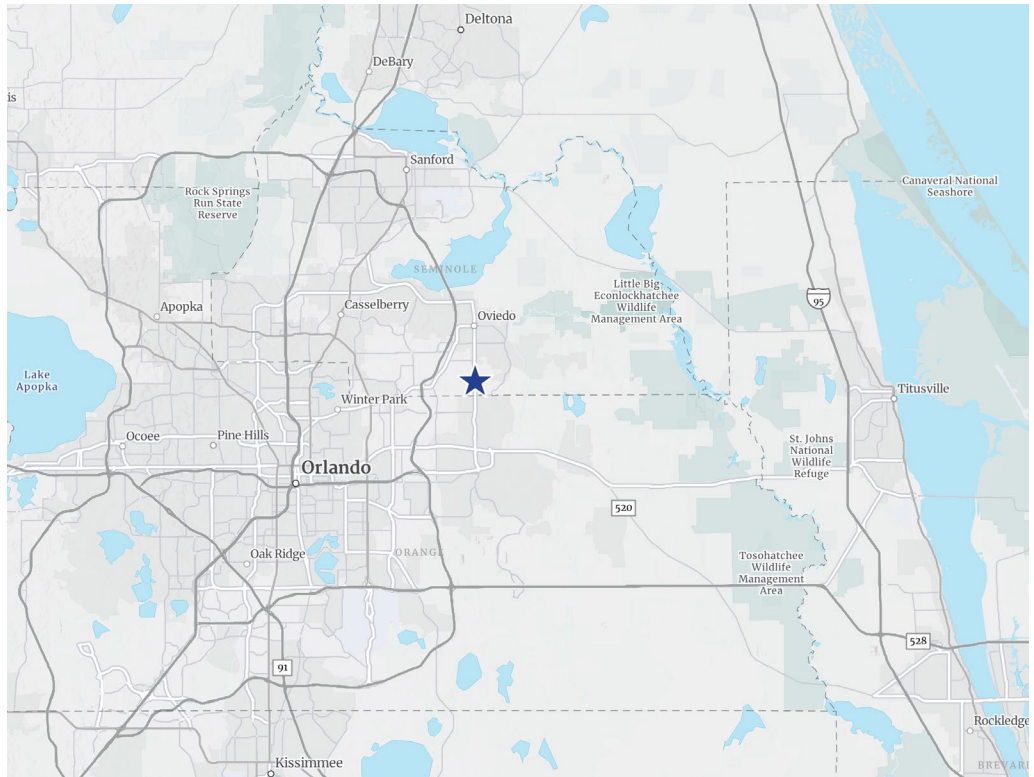 Deltona
DeBary
is
Sanford
Canaveral National
Seashore
Rock Springs
Run State
Reserve
SEMINOLE
Little Big
Econlockhatchee
Wildlife
Management Area
95
Apopka
Casselberry
Oviedo
Lake
Apopka
Titusville
Winter Park
Ocoee
Pine Hills
St. Johns
National
Wildlife
Refuge
Orlando
520
Oak Ridge
ORANGE
Tosohatchee
Wildlife
Management
Area
528
91
Rockledge
Kissimmee
BREVAR